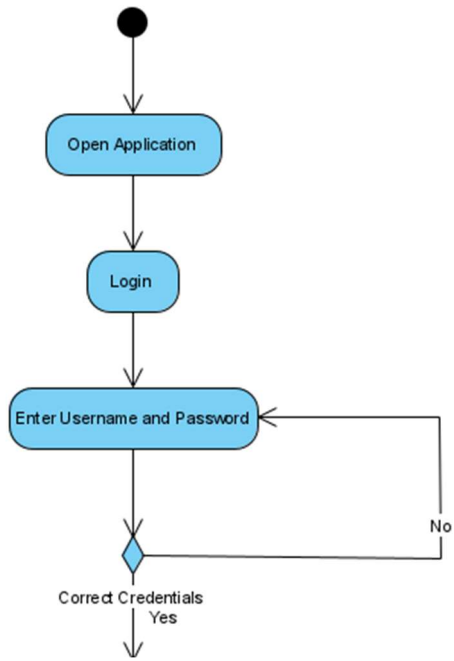 Open Application
Login
Enter Username and Password
No
Correct Credentials
Yes